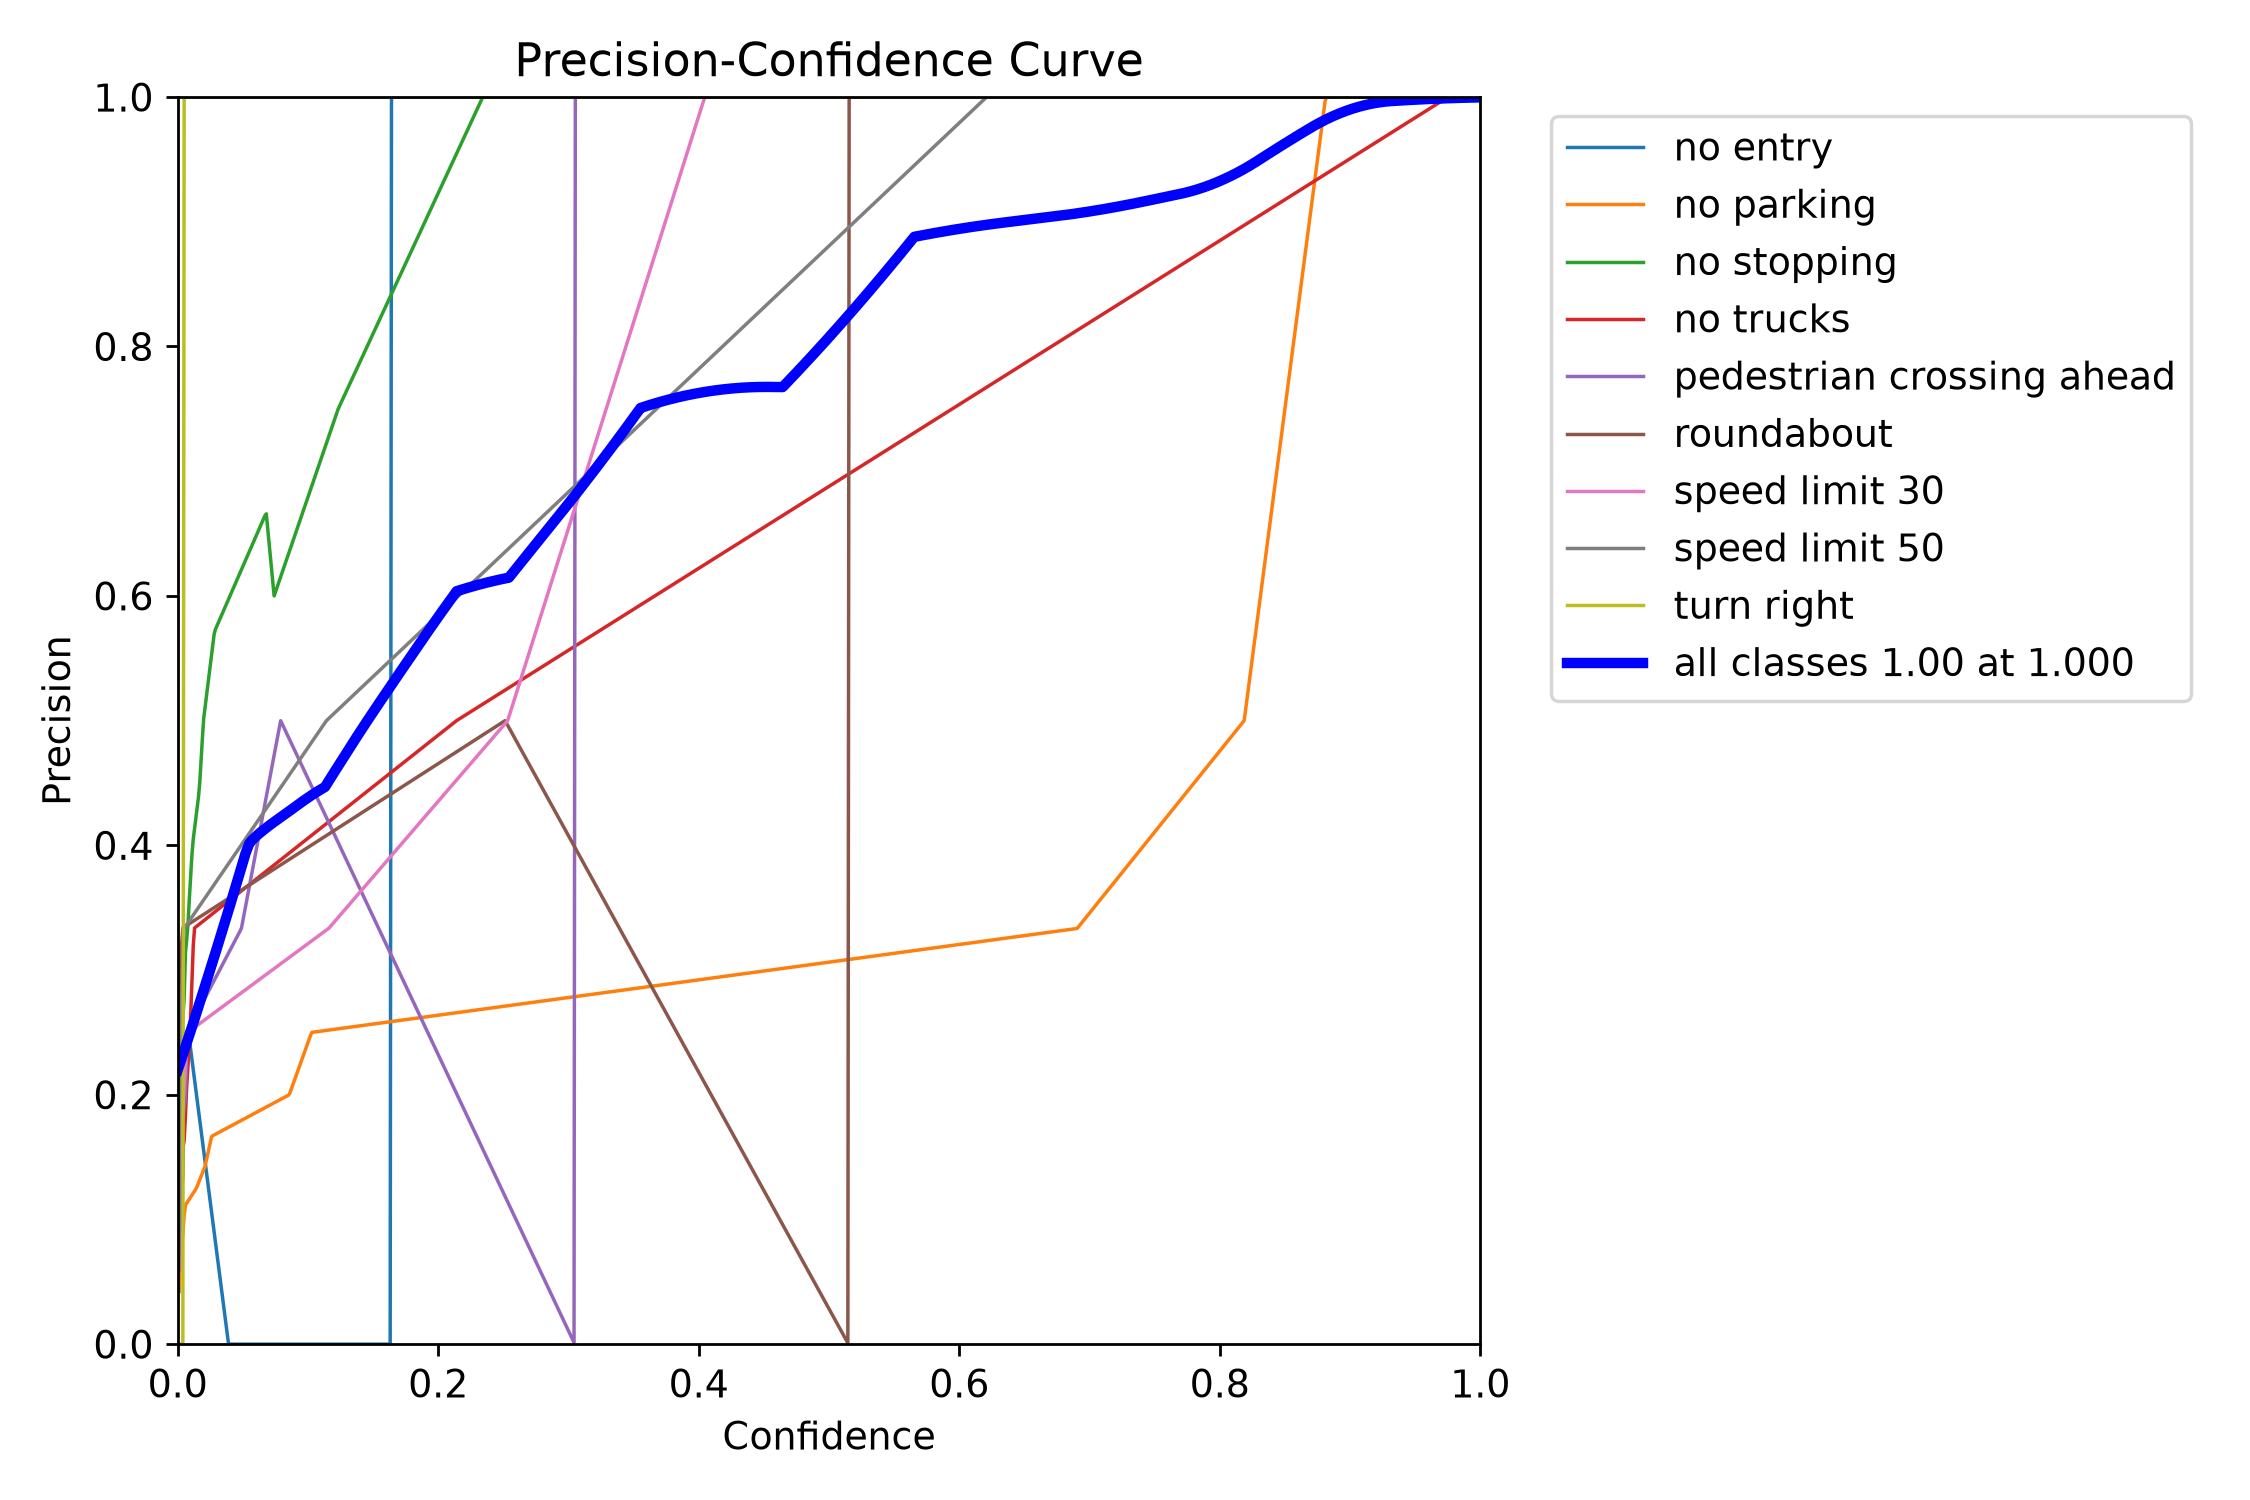 Precision-Confidence Curve
1.0
0.8
0.6
0.4
0.2
0.0
Precision
0.0 0.2 0.4 0.6 0.8 1.0
Confidence
no entry
no parking
no stopping
no trucks
pedestrian crossing ahead
roundabout
speed limit 30
speed limit 50
turn right
all classes 1.00 at 1.000